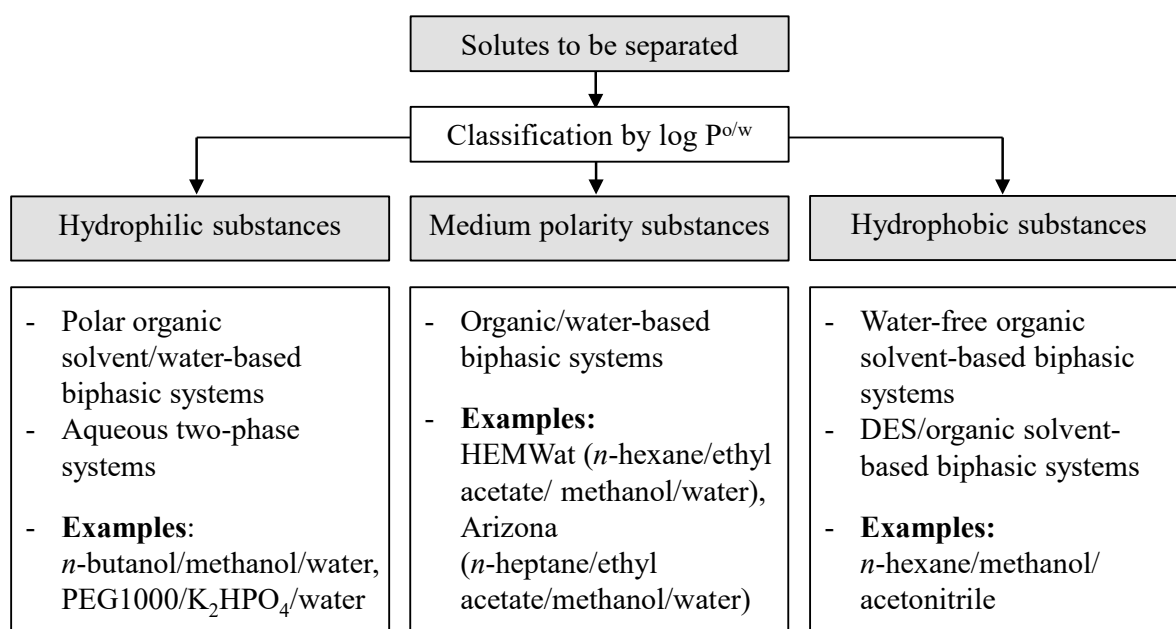 Solutes to be separated
Classification by log P^o/w
Hydrophilic substances
Medium polarity substances
Hydrophobic substances
- Polar organic
solvent/water-based
biphasic systems
- Aqueous two-phase
systems
- Examples:
n-butanol/methanol/water,
PEG1000/K₂HPO₄/water
- Organic/water-based
biphasic systems
- Examples:
HEMWat (n-hexane/ethyl
acetate/ methanol/water),
Arizona
(n-heptane/ethyl
acetate/methanol/water)
- Water-free organic
solvent-based biphasic
systems
- DES/organic solvent-
based biphasic systems
- Examples:
n-hexane/methanol/
acetonitrile